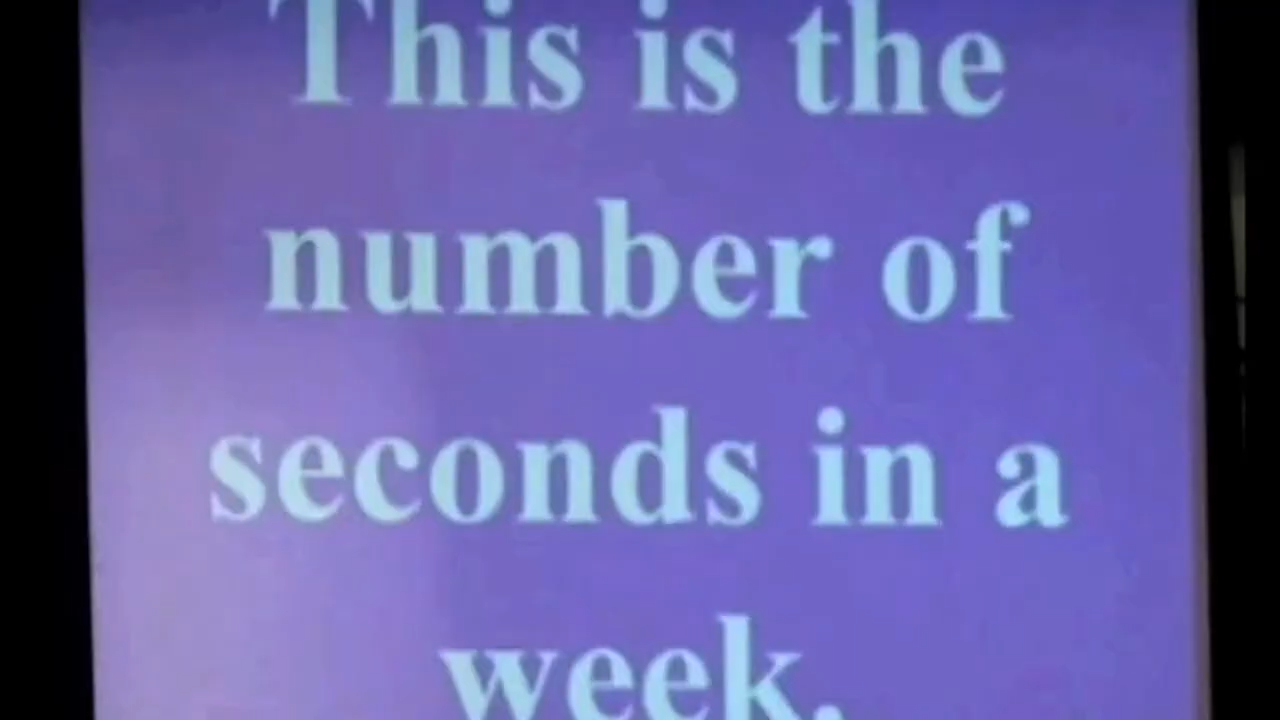 This is the
number of
seconds in a
week.